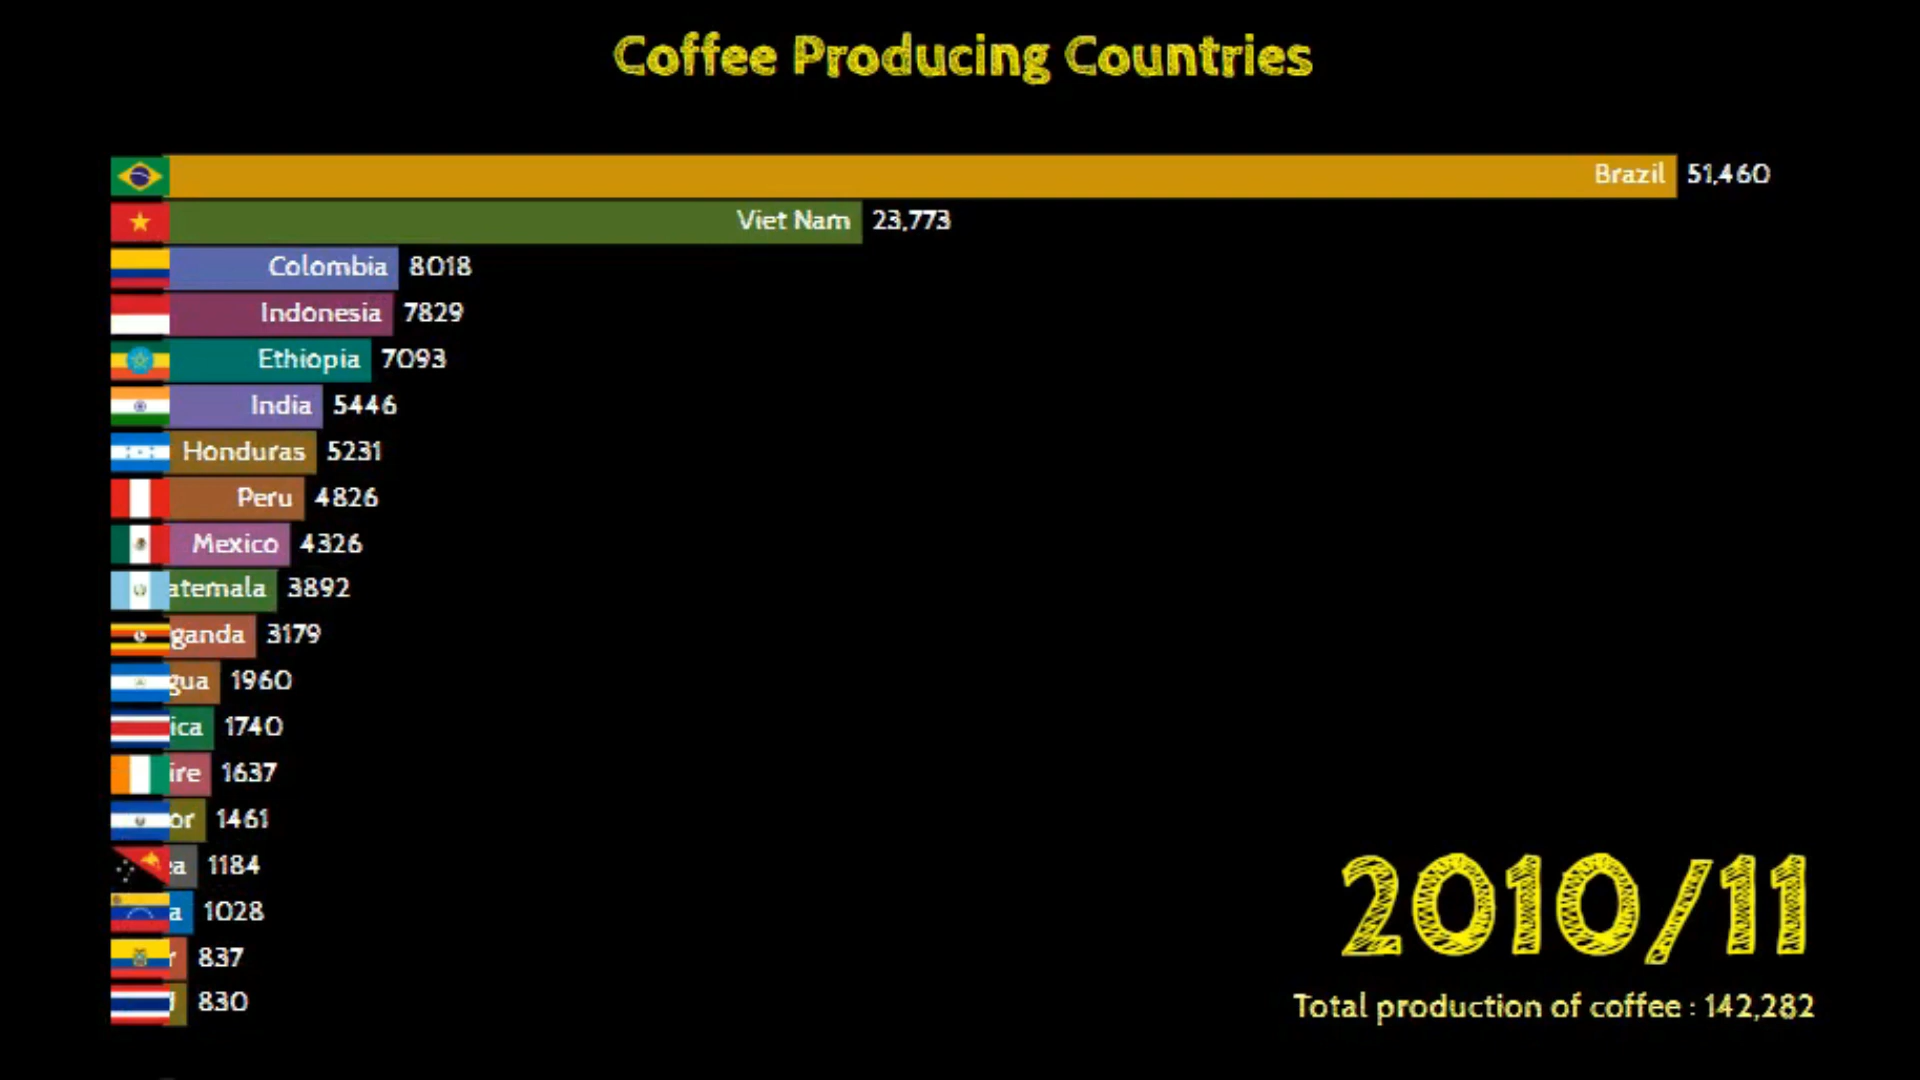 Coffee Producing Countries
Brazil 51,460
Viet Nam 23,773
Colombia 8018
Indonesia 7829
Ethiopia 7093
India 5446
Honduras 5231
Peru 4826
Mexico 4326
atemala 3892
ganda 3179
gua 1960
ica 1740
ire 1637
or 1461
ea 1184
a 1028
r 837
830
2010/11
Total production of coffee : 142,282